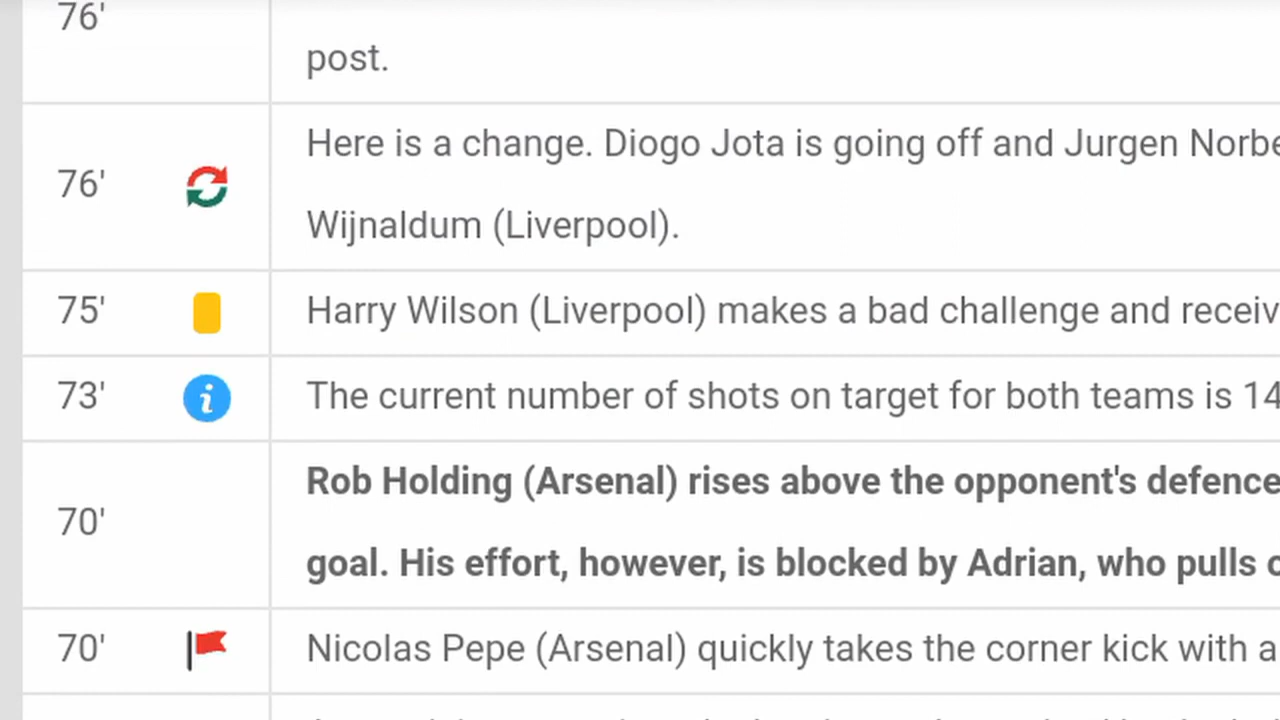 76'
post.
Here is a change. Diogo Jota is going off and Jurgen
76'
Wijnaldum (Liverpool).
75' Harry Wilson (Liverpool) makes a bad challenge and
73' The current number of shots on target for both teams is 14
Rob Holding (Arsenal) rises above the opponent's defence
70'
goal. His effort, however, is blocked by Adrian, who pulls
70' Nicolas Pepe (Arsenal) quickly takes the corner kick with a